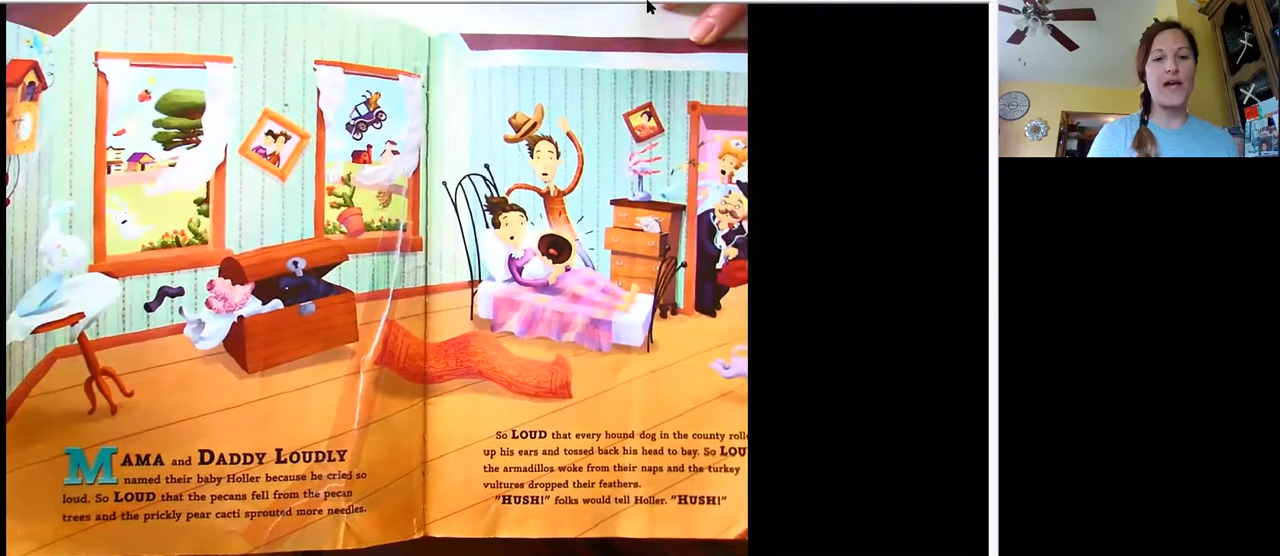 MAMA and DADDY LOUDLY
named their baby Holler because he cried so
loud. So LOUD that the pecans fell from the pecan
trees and the prickly pear cacti sprouted more needles.
So LOUD that every hound dog in the county roll
up his ears and tossed back his head to bay. So LOU
the armadillos woke from their naps and the turkey
vultures dropped their feathers.
"HUSH!" folks would tell Holler. "HUSH!"